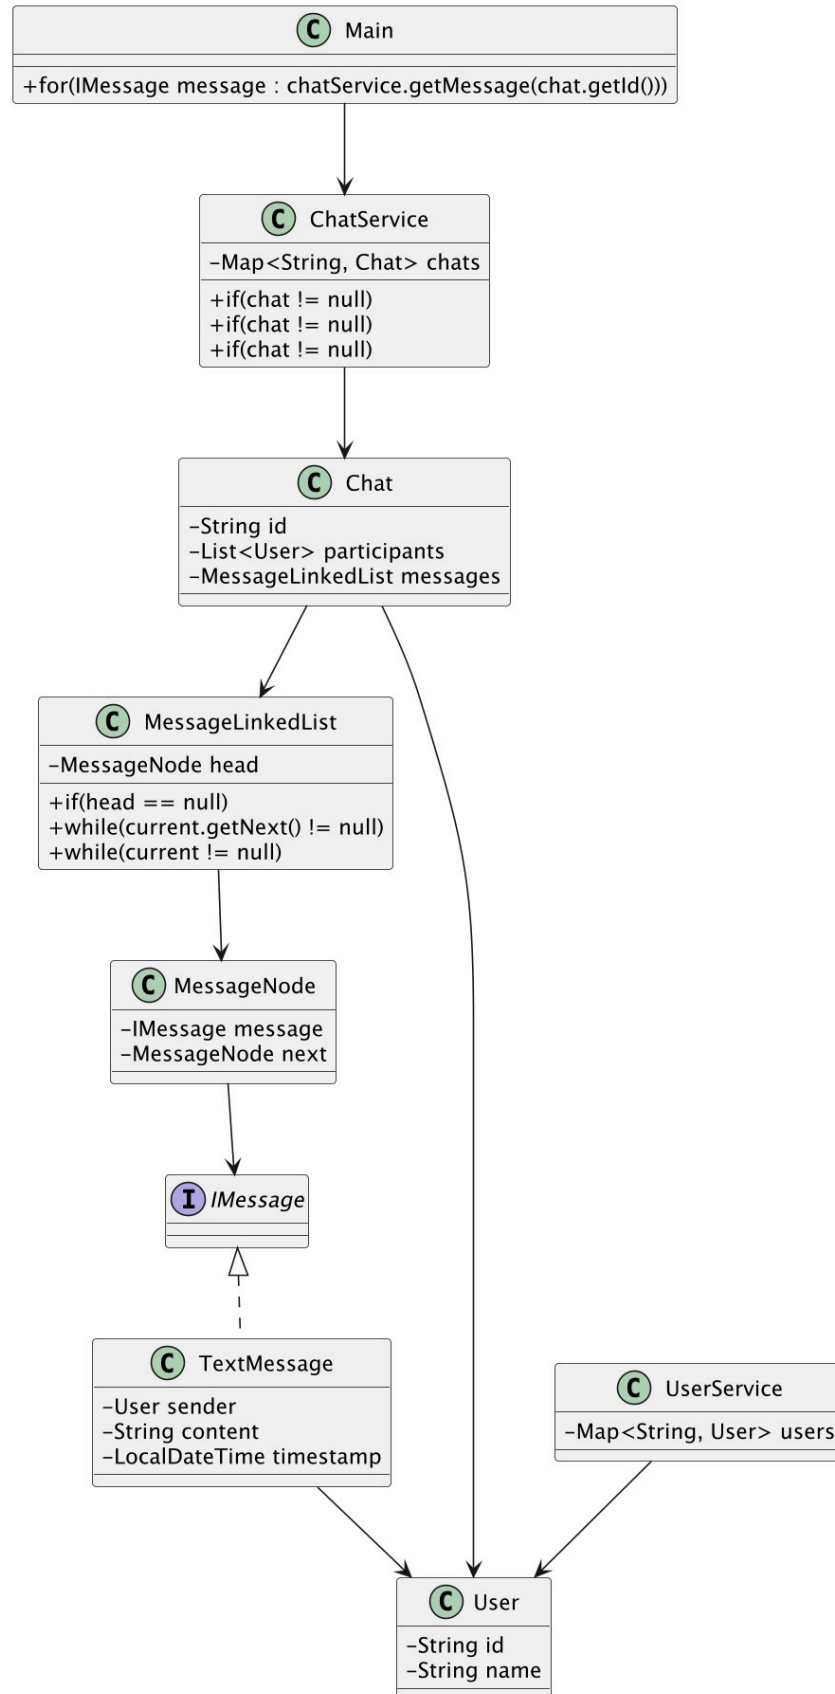 C Main
+for(IMessage message : chatService.getMessage(chat.getId()))
C ChatService
-Map<String, Chat> chats
+if(chat != null)
+if(chat != null)
+if(chat != null)
C Chat
-String id
-List<User> participants
-MessageLinkedList messages
C MessageLinkedList
-MessageNode head
+if(head == null)
+while(current.getNext() != null)
+while(current != null)
C MessageNode
-IMessage message
-MessageNode next
I IMessage
C TextMessage
-User sender
-String content
-LocalDateTime timestamp
C UserService
-Map<String, User> users
C User
-String id
-String name